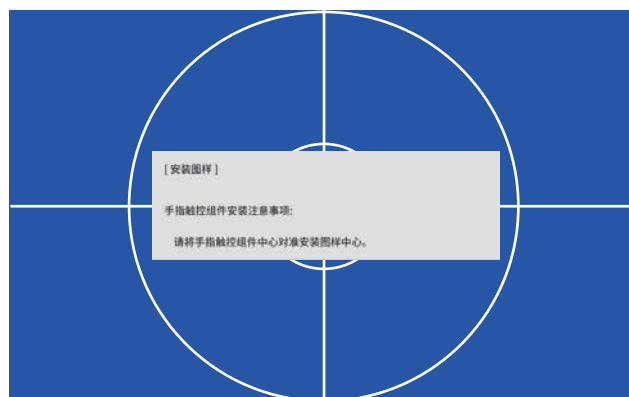 [ 安装图样 ]
手指触控组件安装注意事项:
请将手指触控组件中心对准安装图样中心。